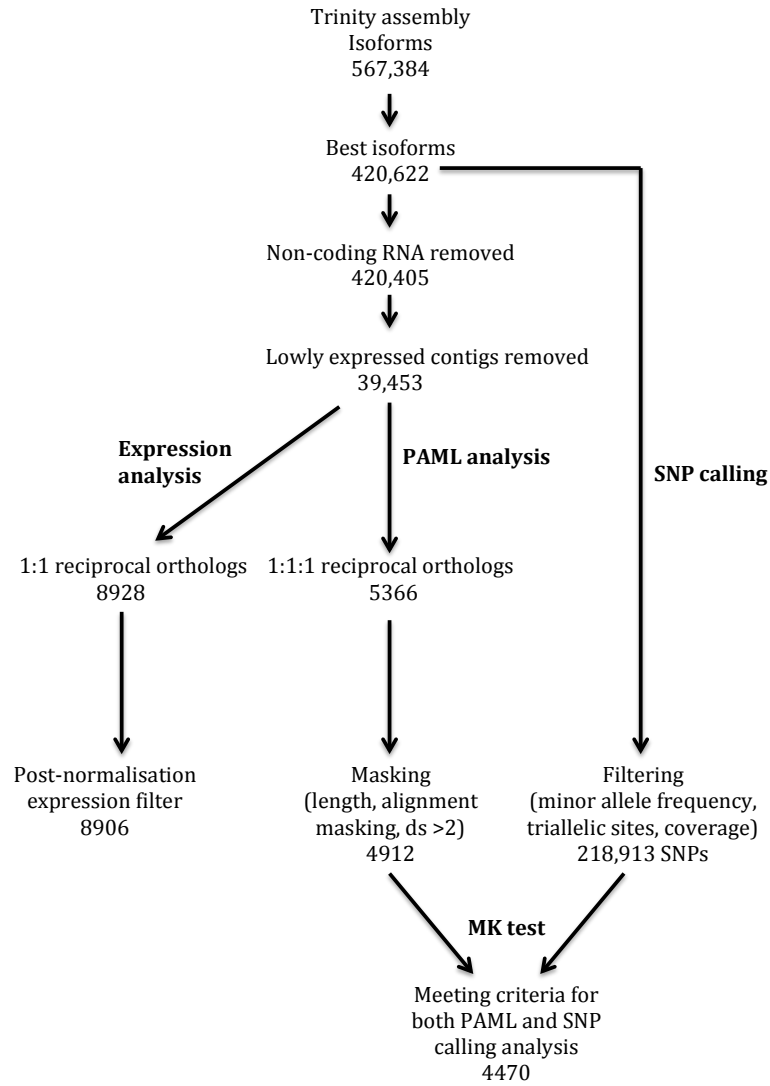 Trinity assembly
Isoforms
567,384
Best isoforms
420,622
Non-coding RNA removed
420,405
Lowly expressed contigs removed
39,453
Expression
analysis
PAML analysis
SNP calling
1:1 reciprocal orthologs
8928
1:1:1 reciprocal orthologs
5366
Post-normalisation
expression filter
8906
Masking
(length, alignment
masking, ds >2)
4912
Filtering
(minor allele frequency,
triallelic sites, coverage)
218,913 SNPs
MK test
Meeting criteria for
both PAML and SNP
calling analysis
4470